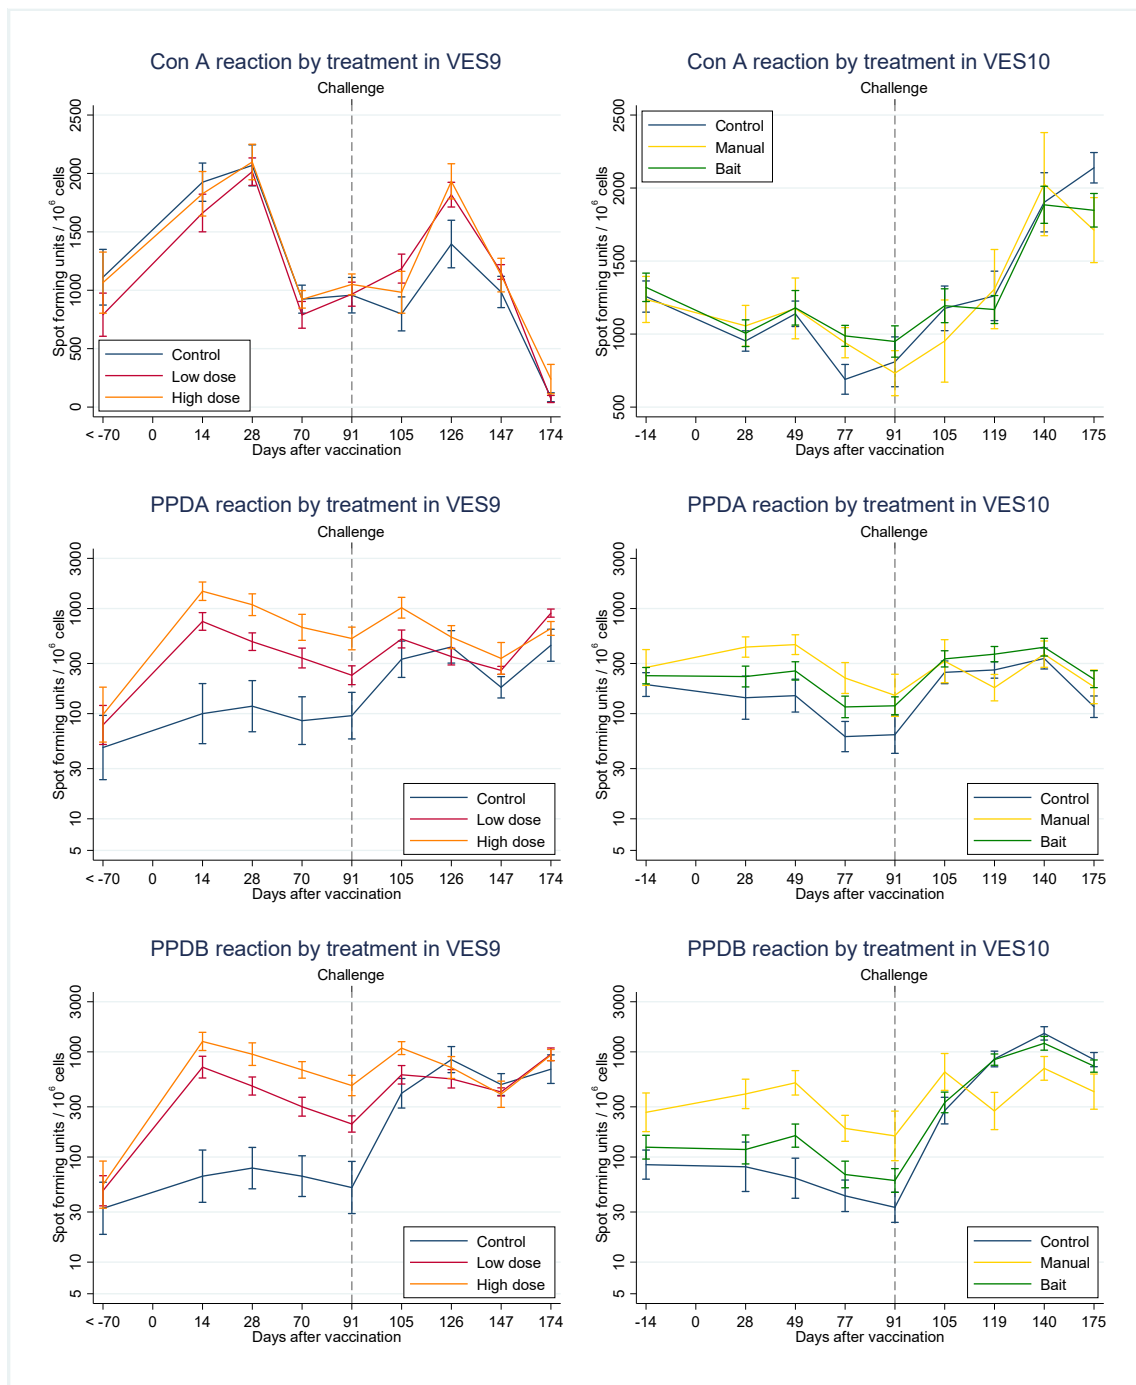 Con A reaction by treatment in VES9
Challenge
Spot forming units / 10⁶ cells
2500
2000
1500
1000
500
0
Control
Low dose
High dose
< -70 0 14 28 70 91 105 126 147 174
Days after vaccination
Con A reaction by treatment in VES10
Challenge
Spot forming units / 10⁶ cells
2500
2000
1500
1000
500
Control
Manual
Bait
-14 0 28 49 77 91 105 119 140 175
Days after vaccination
PPDA reaction by treatment in VES9
Challenge
Spot forming units / 10⁶ cells
3000
1000
300
100
30
10
5
Control
Low dose
High dose
< -70 0 14 28 70 91 105 126 147 174
Days after vaccination
PPDA reaction by treatment in VES10
Challenge
Spot forming units / 10⁶ cells
3000
1000
300
100
30
10
5
Control
Manual
Bait
-14 0 28 49 77 91 105 119 140 175
Days after vaccination
PPDB reaction by treatment in VES9
Challenge
Spot forming units / 10⁶ cells
3000
1000
300
100
30
10
5
Control
Low dose
High dose
< -70 0 14 28 70 91 105 126 147 174
Days after vaccination
PPDB reaction by treatment in VES10
Challenge
Spot forming units / 10⁶ cells
3000
1000
300
100
30
10
5
Control
Manual
Bait
-14 0 28 49 77 91 105 119 140 175
Days after vaccination